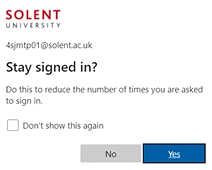 SOLENT
UNIVERSITY
4sjmtp01@solent.ac.uk
Stay signed in?
Do this to reduce the number of times you are asked
to sign in.
Don't show this again
No
Yes